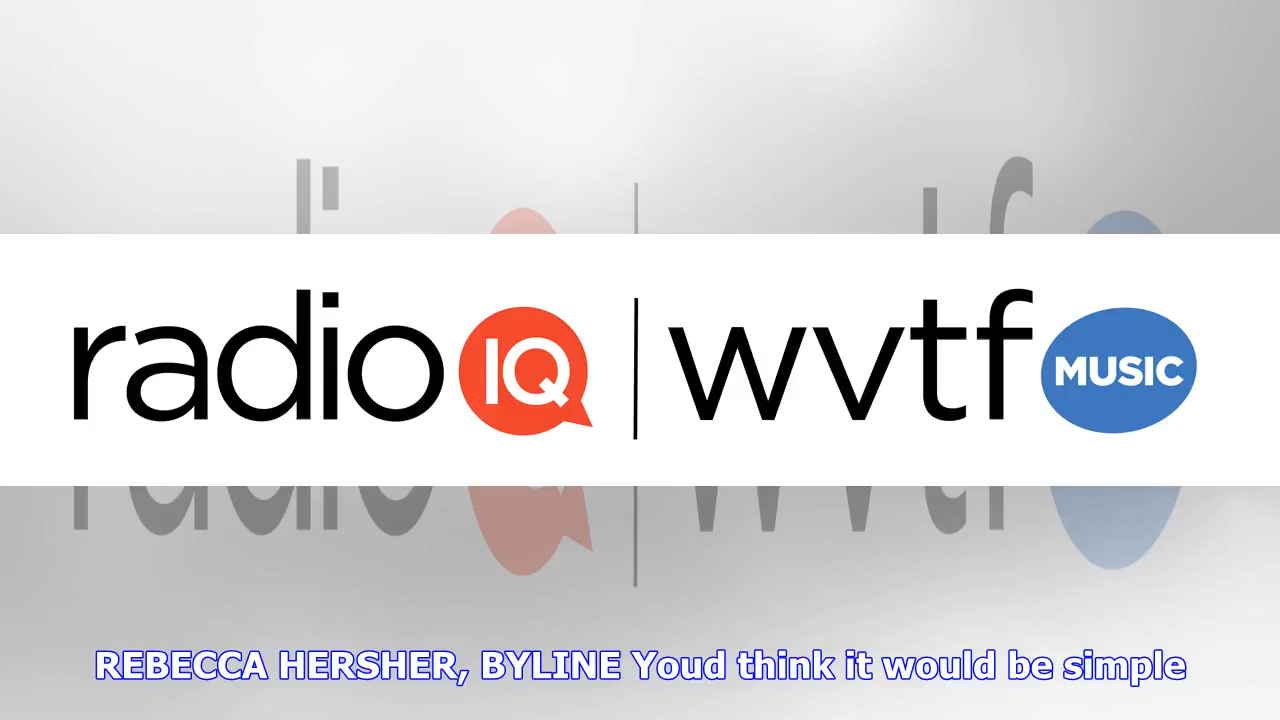 radio IQ | wvtf MUSIC
REBECCA HERSHER, BYLINE Youd think it would be simple